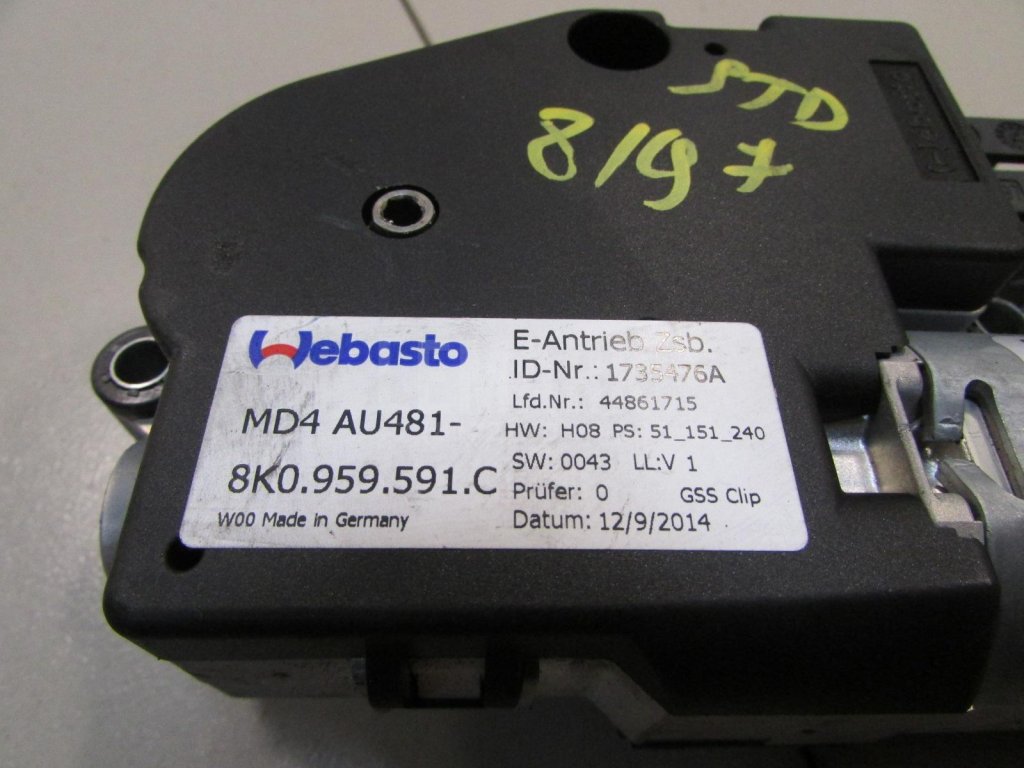 STD
8197
Webasto
MD4 AU481-
8K0.959.591.C
W00 Made in Germany
E-Antrieb Zsb.
ID-Nr.: 1735476A
Lfd.Nr.: 44861715
HW: H08 PS: 51_151_240
SW: 0043 LL:V 1
Prüfer: 0 GSS Clip
Datum: 12/9/2014